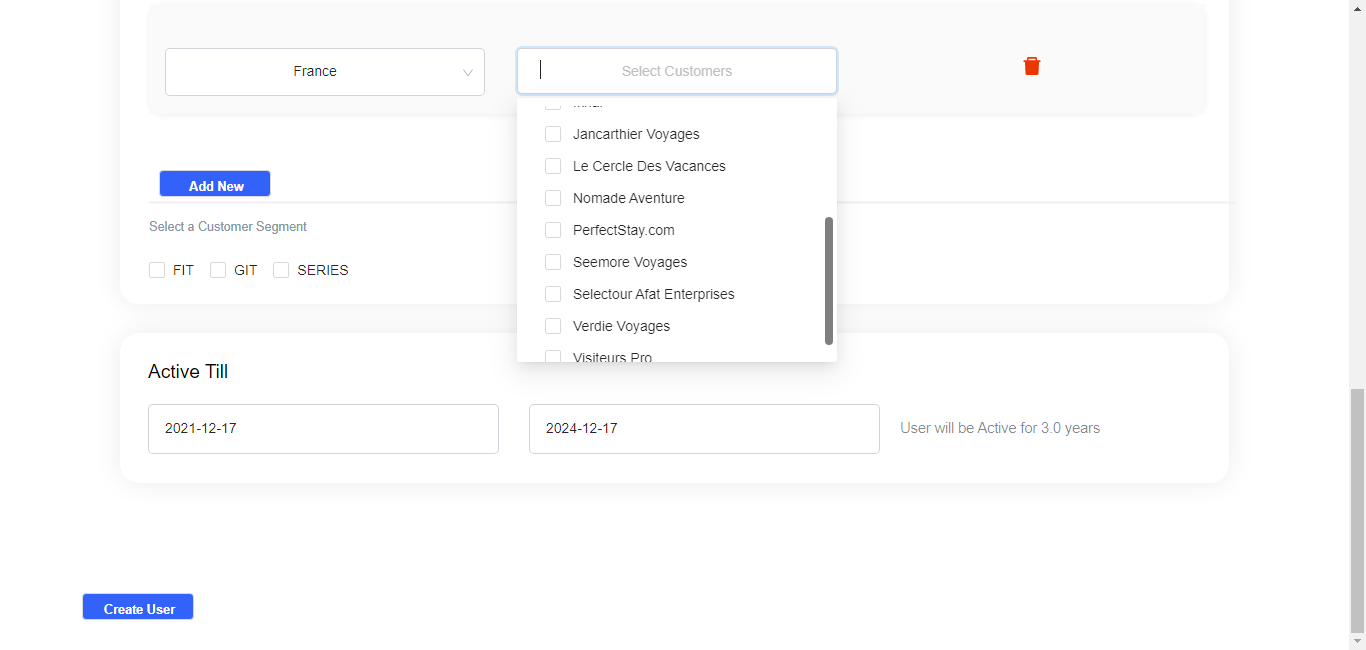 France
Select Customers
Jancarthier Voyages
Le Cercle Des Vacances
Add New
Nomade Aventure
Select a Customer Segment
PerfectStay.com
Seemore Voyages
FIT GIT SERIES
Selectour Afat Enterprises
Verdie Voyages
Visiteurs Pro
Active Till
2021-12-17 2024-12-17 User will be Active for 3.0 years
Create User